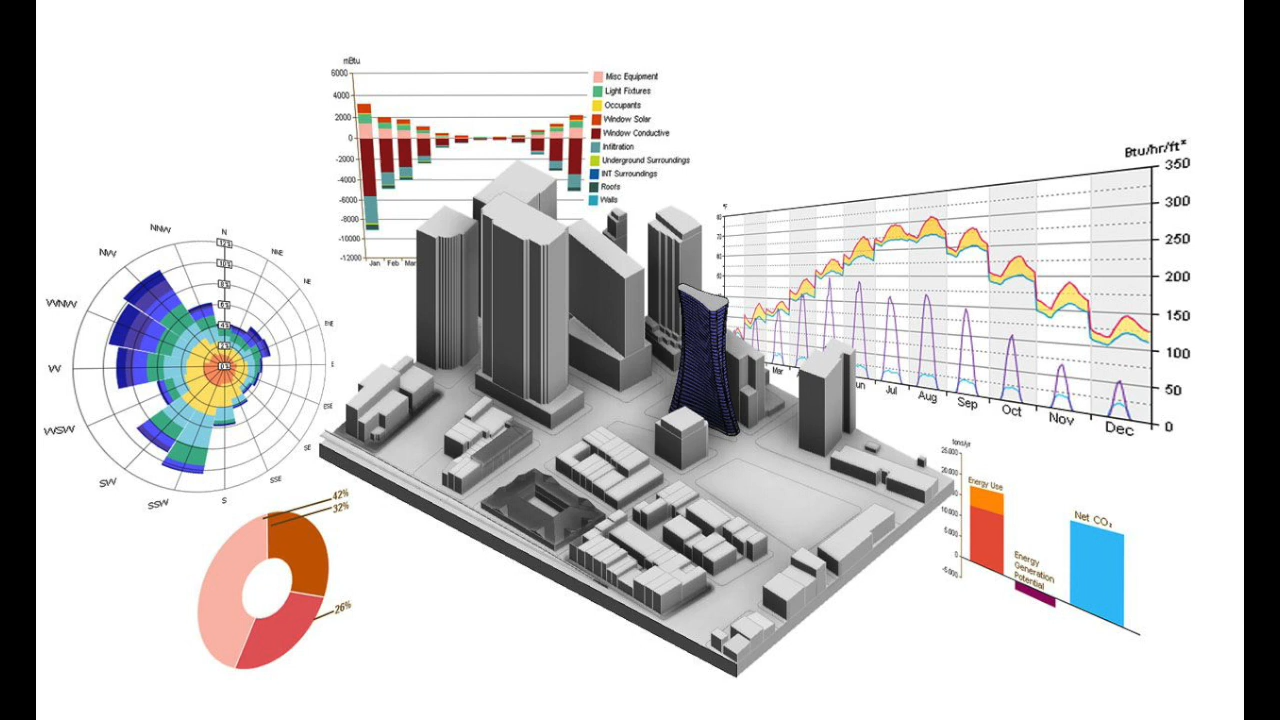 mBtu
6000
4000
2000
0
-2000
-4000
-6000
-8000
-10000
-12000
Jan Feb Mar
Misc Equipment
Light Fixtures
Occupants
Window Solar
Window Conductive
Infiltration
Underground Surroundings
INT Surroundings
Roofs
Walls
Btu/hr/ft²
350
300
250
200
150
100
50
0
Mar
Jul
Aug
Sep
Oct
Nov
Dec
N
NNE
NE
E
ESE
SE
SSE
S
SSW
SW
WSW
W
WNW
NW
NNW
42%
32%
26%
tons/yr
25,000
20,000
10,000
5,000
0
-5,000
Energy Use
Energy
Generation
Potential
Net CO₂